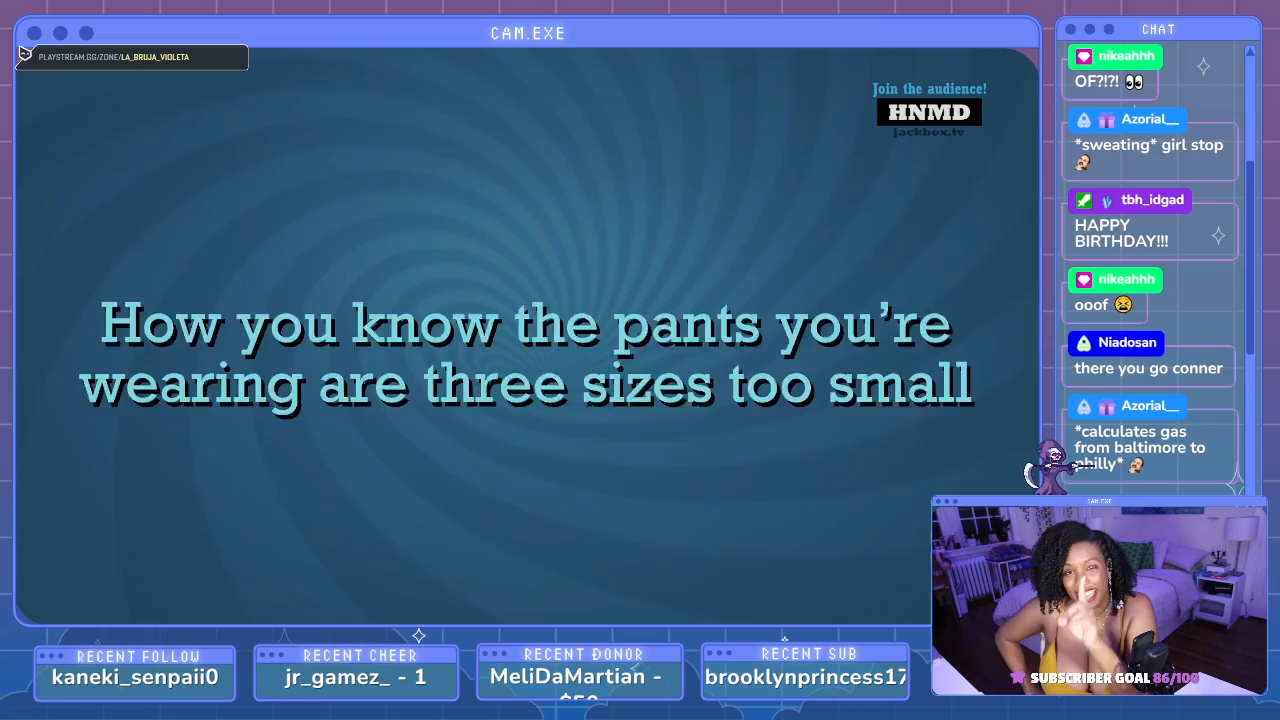 CAM.EXE
PLAYSTREAM.GG/ZONE/LA_BRUJA_VIOLETA
Join the audience!
HNMD
jackbox.tv
How you know the pants you're
wearing are three sizes too small
CHAT
nikeahhh
OF?!?! 👀
Azorial__
*sweating* girl stop
tbh_idgad
HAPPY
BIRTHDAY!!!
nikeahhh
ooof 😫
Niadosan
there you go conner
Azorial__
*calculates gas
from baltimore to
philly*
CAM.EXE
SUBSCRIBER GOAL 86/100
RECENT FOLLOW
kaneki_senpaii0
RECENT CHEER
jr_gamez_ - 1
RECENT DONOR
MeliDaMartian -
$50
RECENT SUB
brooklynprincess17